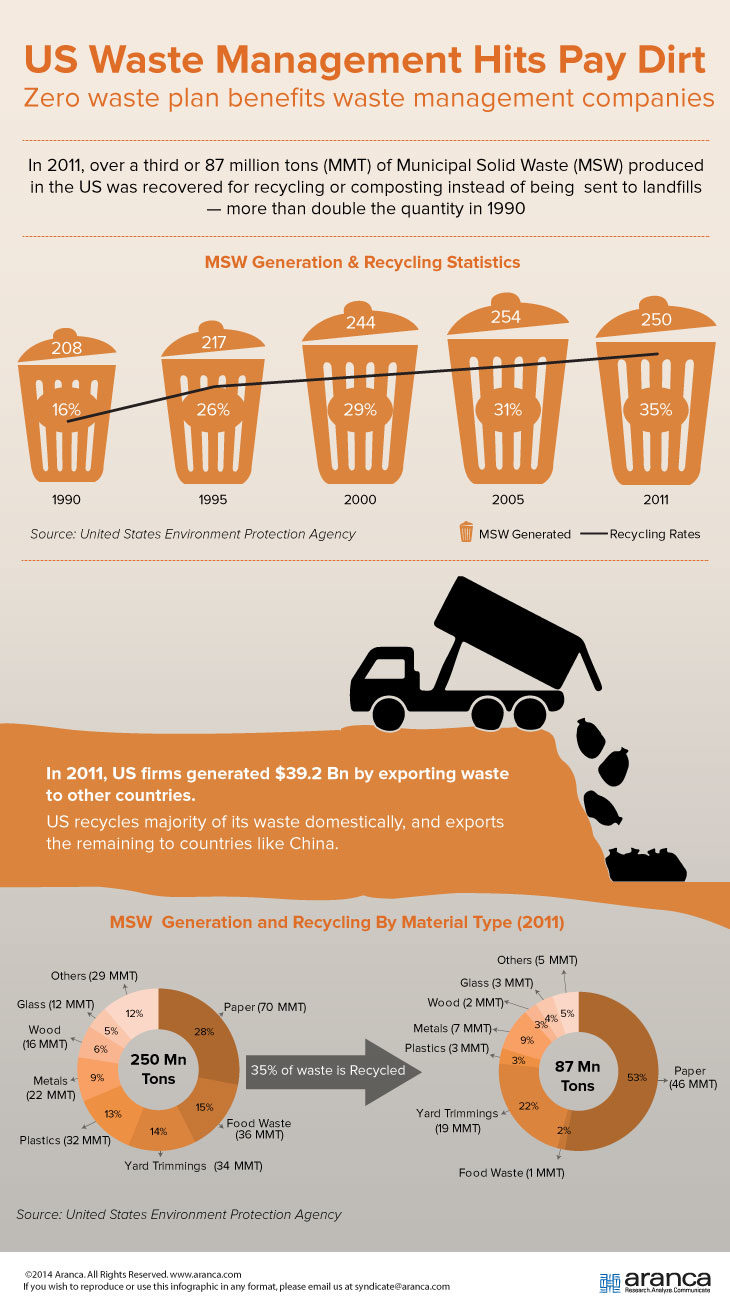 US Waste Management Hits Pay Dirt
Zero waste plan benefits waste management companies
In 2011, over a third or 87 million tons (MMT) of Municipal Solid Waste (MSW) produced
in the US was recovered for recycling or composting instead of being sent to landfills
— more than double the quantity in 1990
MSW Generation & Recycling Statistics
208
217
244
254
250
16%
26%
29%
31%
35%
1990
1995
2000
2005
2011
Source: United States Environment Protection Agency
MSW Generated
Recycling Rates
In 2011, US firms generated $39.2 Bn by exporting waste
to other countries.
US recycles majority of its waste domestically, and exports
the remaining to countries like China.
MSW Generation and Recycling By Material Type (2011)
Others (29 MMT)
Glass (12 MMT)
Wood
(16 MMT)
Metals
(22 MMT)
Plastics (32 MMT)
Yard Trimmings (34 MMT)
Food Waste
(36 MMT)
Paper (70 MMT)
12%
5%
6%
9%
13%
14%
15%
28%
250 Mn
Tons
35% of waste is Recycled
Others (5 MMT)
Glass (3 MMT)
Wood (2 MMT)
Metals (7 MMT)
Plastics (3 MMT)
Yard Trimmings
(19 MMT)
Food Waste (1 MMT)
Paper
(46 MMT)
5%
4%
3%
9%
3%
22%
2%
53%
87 Mn
Tons
Source: United States Environment Protection Agency
©2014 Aranca. All Rights Reserved. www.aranca.com
If you wish to reproduce or use this infographic in any format, please email us at syndicate@aranca.com
aranca
Research.Analyze.Communicate